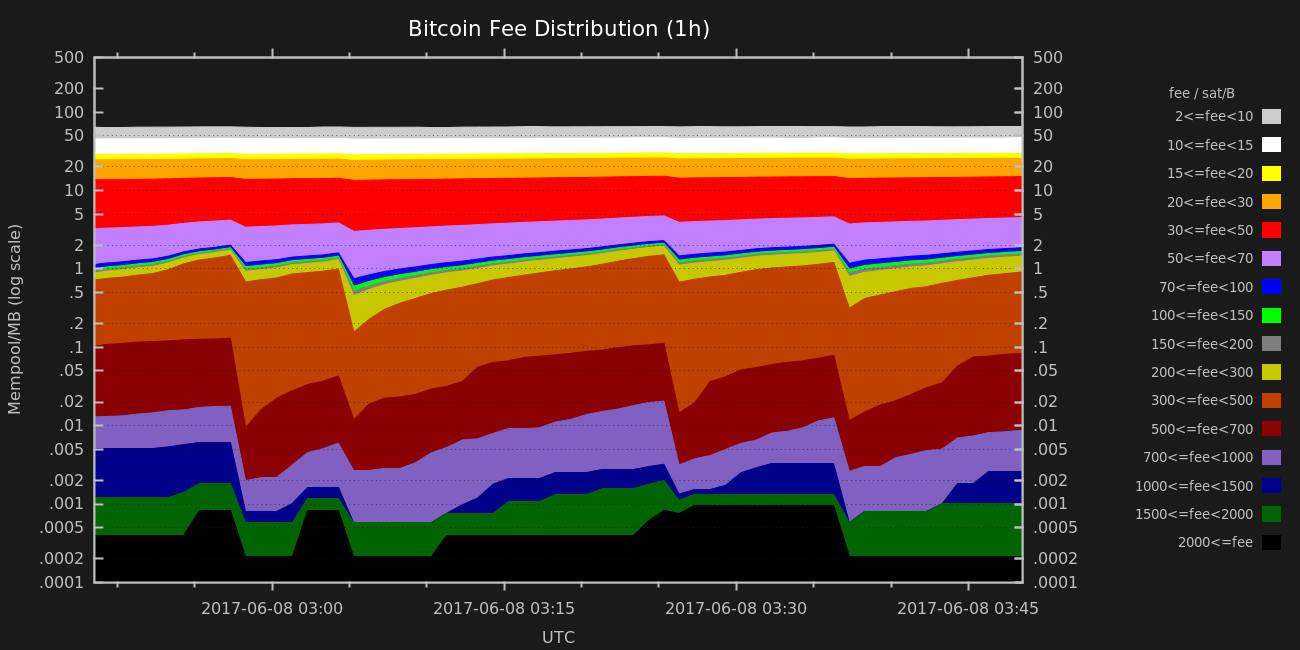 Bitcoin Fee Distribution (1h)
500
200
100
50
20
10
5
2
1
.5
.2
.1
.05
.02
.01
.005
.002
.001
.0005
.0002
.0001
Mempool/MB (log scale)
500
200
100
50
20
10
5
2
1
.5
.2
.1
.05
.02
.01
.005
.002
.001
.0005
.0002
.0001
2017-06-08 03:00
2017-06-08 03:15
2017-06-08 03:30
2017-06-08 03:45
UTC
fee / sat/B
2<=fee<10
10<=fee<15
15<=fee<20
20<=fee<30
30<=fee<50
50<=fee<70
70<=fee<100
100<=fee<150
150<=fee<200
200<=fee<300
300<=fee<500
500<=fee<700
700<=fee<1000
1000<=fee<1500
1500<=fee<2000
2000<=fee